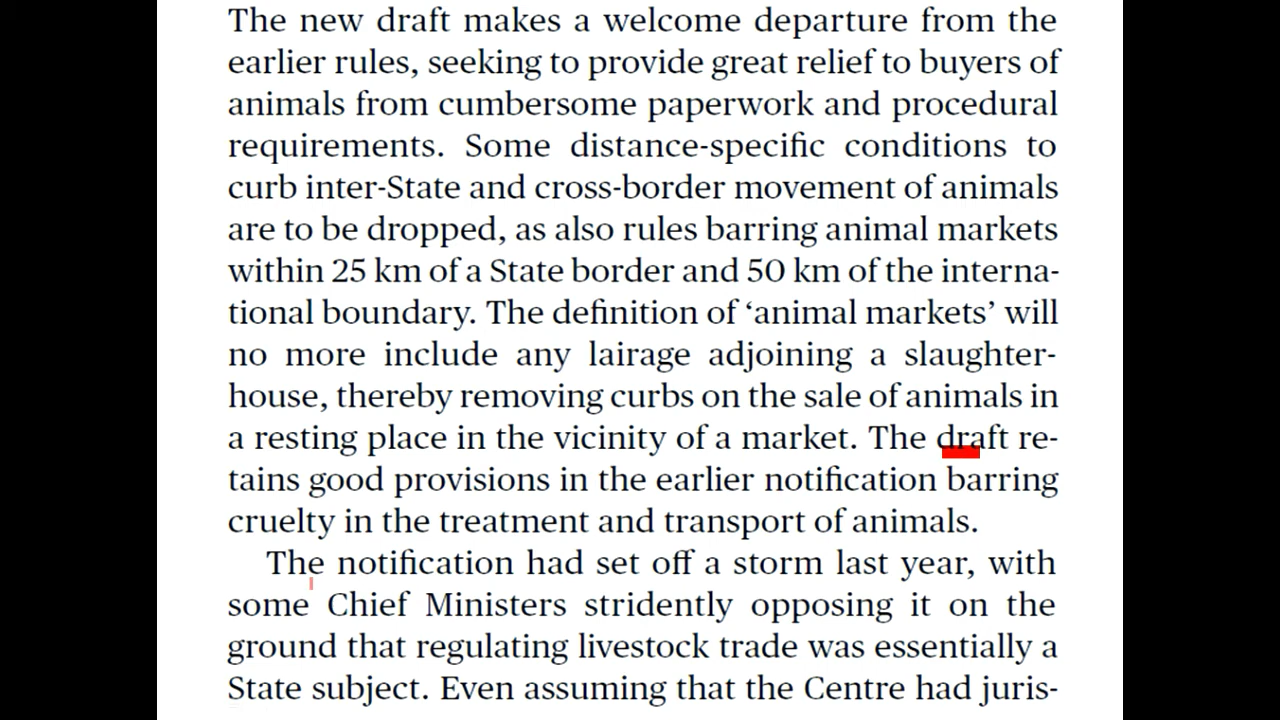 The new draft makes a welcome departure from the
earlier rules, seeking to provide great relief to buyers of
animals from cumbersome paperwork and procedural
requirements. Some distance-specific conditions to
curb inter-State and cross-border movement of animals
are to be dropped, as also rules barring animal markets
within 25 km of a State border and 50 km of the interna-
tional boundary. The definition of ‘animal markets’ will
no more include any lairage adjoining a slaughter-
house, thereby removing curbs on the sale of animals in
a resting place in the vicinity of a market. The draft re-
tains good provisions in the earlier notification barring
cruelty in the treatment and transport of animals.
The notification had set off a storm last year, with
some Chief Ministers stridently opposing it on the
ground that regulating livestock trade was essentially a
State subject. Even assuming that the Centre had juris-